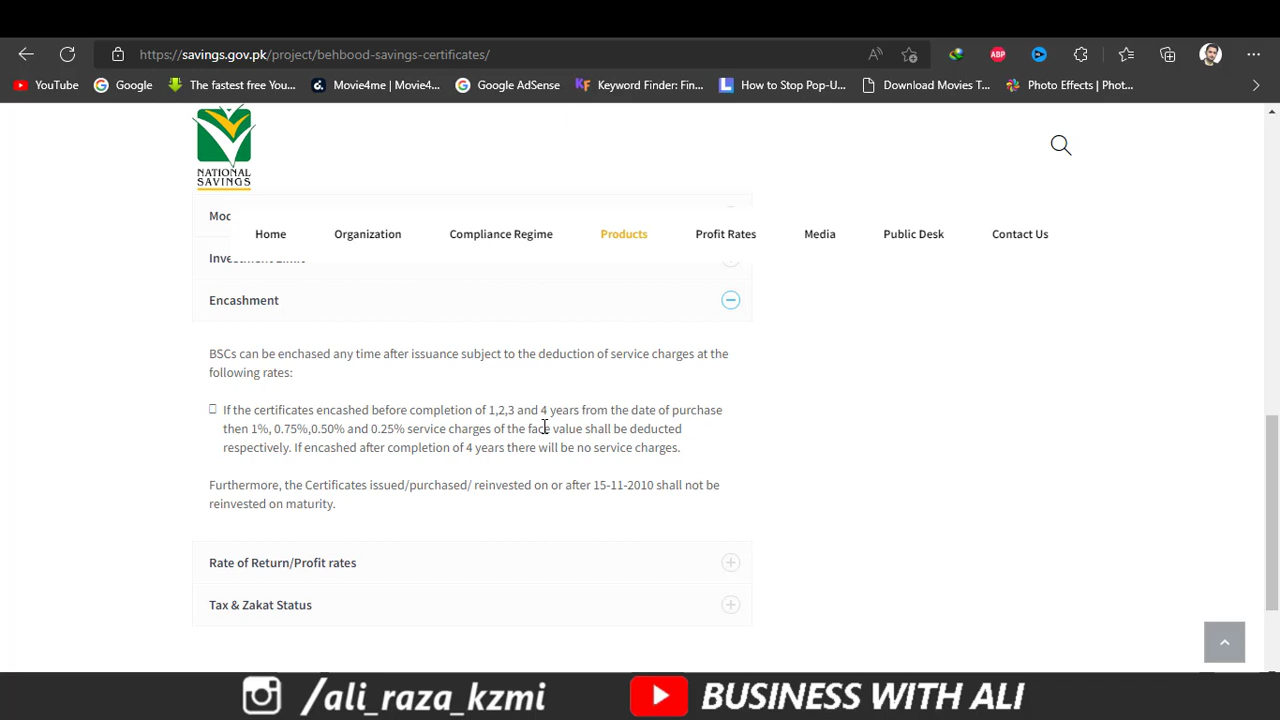 https://savings.gov.pk/project/behbood-savings-certificates/
ABP
YouTube
Google
The fastest free You...
Movie4me | Movie4...
Google AdSense
Keyword Finder: Fin...
How to Stop Pop-U...
Download Movies T...
Photo Effects | Phot...
NATIONAL
SAVINGS
Home
Organization
Compliance Regime
Products
Profit Rates
Media
Public Desk
Contact Us
Encashment
BSCs can be enchased any time after issuance subject to the deduction of service charges at the
following rates:
If the certificates encashed before completion of 1,2,3 and 4 years from the date of purchase
then 1%, 0.75%,0.50% and 0.25% service charges of the face value shall be deducted
respectively. If encashed after completion of 4 years there will be no service charges.
Furthermore, the Certificates issued/purchased/ reinvested on or after 15-11-2010 shall not be
reinvested on maturity.
Rate of Return/Profit rates
Tax & Zakat Status
/ali_raza_kzmi
BUSINESS WITH ALI